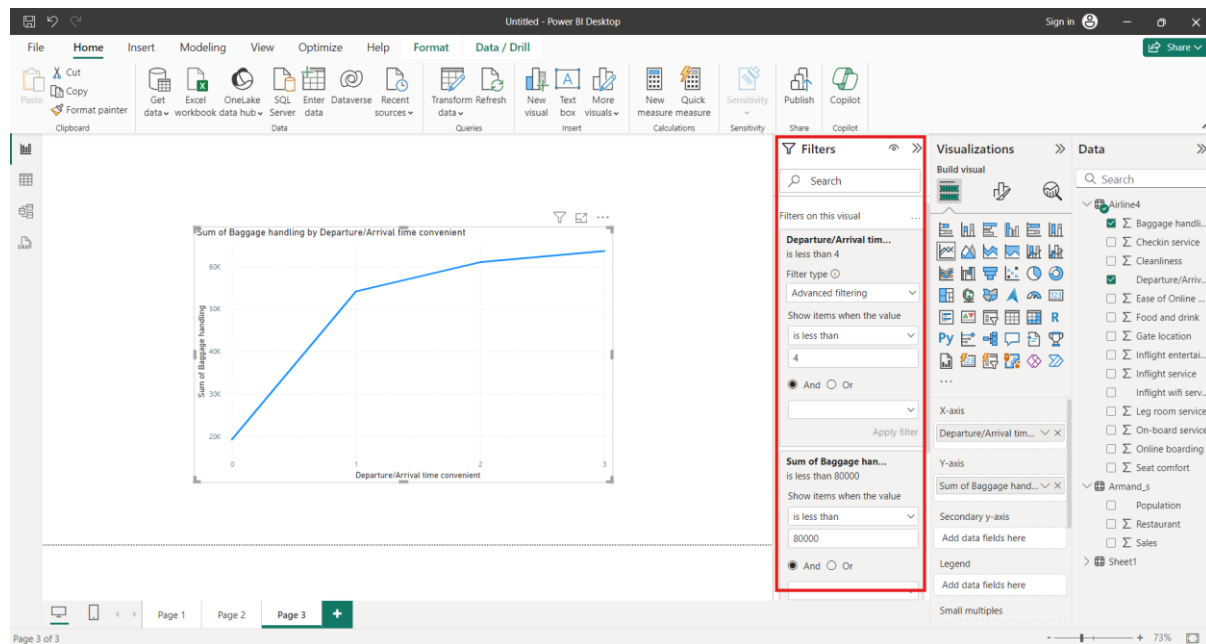 Untitled - Power BI Desktop
Sign in
File Home Insert Modeling View Optimize Help Format Data / Drill
Share
Paste
Cut
Copy
Format painter
Clipboard
Get data
Excel workbook
OneLake data hub
SQL Server
Enter data
Dataverse
Recent sources
Data
Transform data
Refresh
Queries
New visual
Text box
More visuals
Insert
New measure
Quick measure
Calculations
Sensitivity
Sensitivity
Publish
Share
Copilot
Copilot
Sum of Baggage handling by Departure/Arrival time convenient
Sum of Baggage handling
60K
50K
40K
30K
20K
0 1 2 3
Departure/Arrival time convenient
Filters
Search
Filters on this visual ...
Departure/Arrival tim...
is less than 4
Filter type
Advanced filtering
Show items when the value
is less than
4
And Or
Apply filter
Sum of Baggage han...
is less than 80000
Show items when the value
is less than
80000
And Or
Visualizations
Build visual
123
R
Py
...
X-axis
Departure/Arrival tim...
Y-axis
Sum of Baggage hand...
Secondary y-axis
Add data fields here
Legend
Add data fields here
Small multiples
Data
Search
Airline4
Σ Baggage handli...
Σ Checkin service
Σ Cleanliness
Departure/Arriv...
Σ Ease of Online ...
Σ Food and drink
Σ Gate location
Σ Inflight entertai...
Σ Inflight service
Inflight wifi serv...
Σ Leg room service
Σ On-board service
Σ Online boarding
Σ Seat comfort
Armand_s
Population
Σ Restaurant
Σ Sales
Sheet1
Page 1 Page 2 Page 3 +
Page 3 of 3
- + 73%